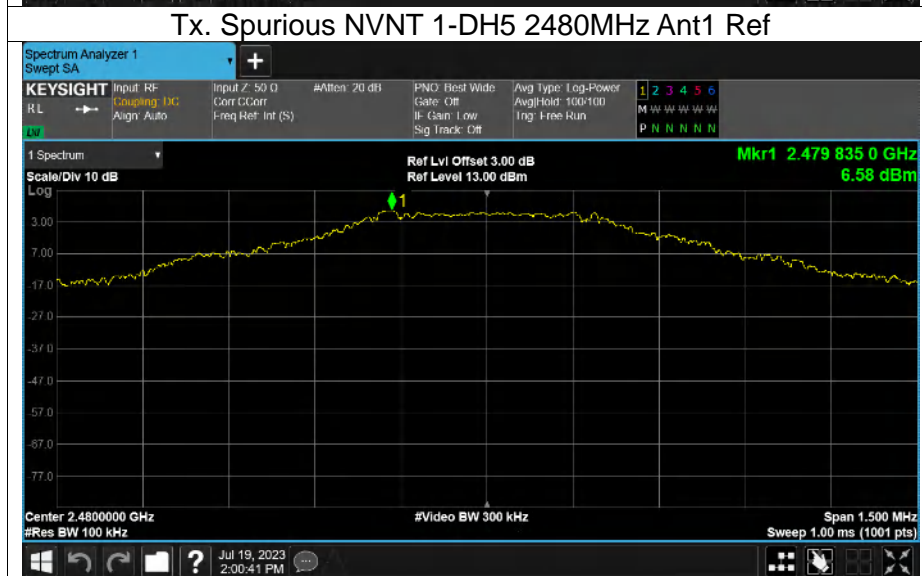 Tx. Spurious NVNT 1-DH5 2480MHz Ant1 Ref
Spectrum Analyzer 1
Swept SA
+
KEYSIGHT Input: RF Input Z: 50 Ω #Atten: 20 dB PNO: Best Wide Avg Type: Log-Power 1 2 3 4 5 6
RL Coupling: DC Corr CCorr Gate: Off Avg|Hold: 100/100 M W W W W W
Align: Auto Freq Ref: Int (S) IF Gain: Low Trig: Free Run
LXI Sig Track: Off P N N N N N
1 Spectrum Ref Lvl Offset 3.00 dB Mkr1 2.479 835 0 GHz
Scale/Div 10 dB Ref Level 13.00 dBm 6.58 dBm
Log
1
3.00
-7.00
-17.0
-27.0
-37.0
-47.0
-57.0
-67.0
-77.0
Center 2.4800000 GHz #Video BW 300 kHz Span 1.500 MHz
#Res BW 100 kHz Sweep 1.00 ms (1001 pts)
? Jul 19, 2023
2:00:41 PM